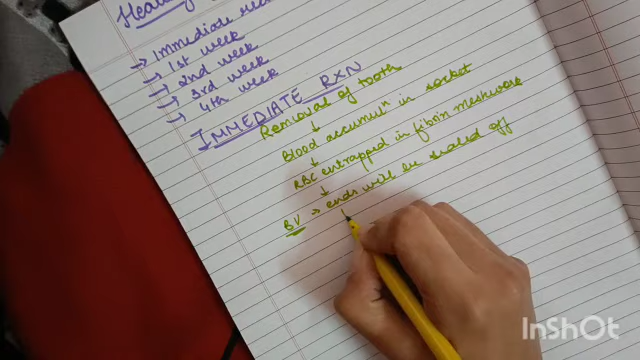 Healing
→ Immediate
→ 1st week
→ 2nd week
→ 3rd week
→ 4th week
IMMEDIATE RXN
Removal of tooth
↓
Blood accumulⁿ in socket
↓
RBC entrapped in fibrin meshwork
↓
BV → ends will be sealed off
↓
InShOt